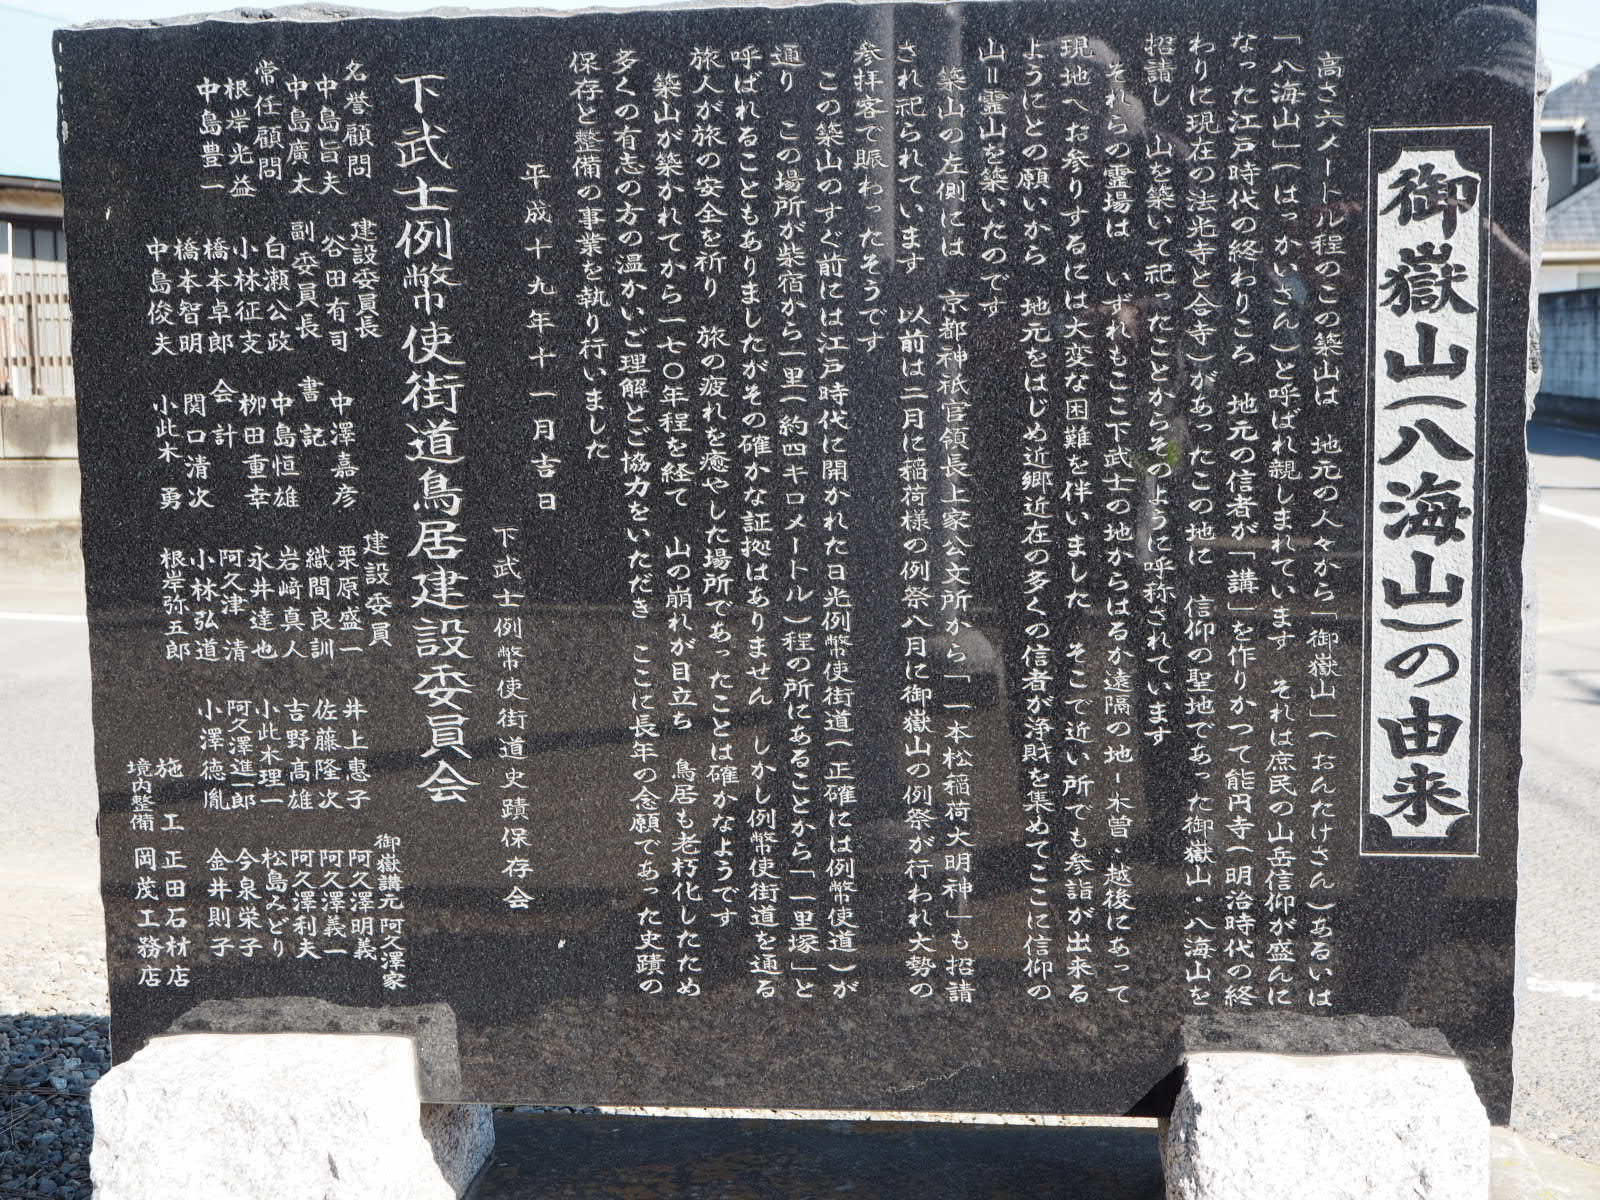 御嶽山(八海山)の由来
高さ六メートル程のこの築山は 地元の人々から「御嶽山」(おんたけさん)あるいは
「八海山」(はっかいさん)と呼ばれ親しまれています それは庶民の山岳信仰が盛んに
なった江戸時代の終わりころ 地元の信者が「講」を作りかつて能円寺(明治時代の終
わりに現在の法光寺と合寺)があったこの地に 信仰の聖地であった御嶽山・八海山を
招請し 山を築いて祀ったことからそのように呼称されています
それらの霊場は いずれもここ下武士の地からはるか遠隔の地-木曽・越後にあって
現地へお参りするには大変な困難を伴いました そこで近い所でも参詣が出来る
ようにとの願いから 地元をはじめ近郷近在の多くの信者が浄財を集めてここに信仰の
山=霊山を築いたのです
築山の左側には 京都神祇官領長上家公文所から「一本松稲荷大明神」も招請
され祀られています 以前は二月に稲荷様の例祭八月に御嶽山の例祭が行われ大勢の
参拝客で賑わったそうです
この築山のすぐ前には江戸時代に開かれた日光例幣使街道(正確には例幣使道)が
通り この場所が柴宿から一里(約四キロメートル)程の所にあることから「一里塚」と
呼ばれることもありましたがその確かな証拠はありません しかし例幣使街道を通る
旅人が旅の安全を祈り 旅の疲れを癒やした場所であったことは確かなようです
築山が築かれてから一七〇年程を経て 山の崩れが目立ち 鳥居も老朽化したため
多くの有志の方の温かいご理解とご協力をいただき ここに長年の念願であった史蹟の
保存と整備の事業を執り行いました
平成十九年十一月吉日
下武士例幣使街道史蹟保存会
下武士例幣使街道鳥居建設委員会
名誉顧問
中島旨夫
中島廣太
常任顧問
根岸光益
中島豊一
建設委員長
谷田有司
副委員長
白瀬公政
小林征支
橋本卓郎
橋本智明
中島俊夫
中澤嘉彦
書記
中島恒雄
栁田重幸
会計
関口清次
小此木 勇
建設委員
栗原盛一
織間良訓
岩﨑真人
永井達也
阿久津 清
小林弘道
根岸弥五郎
井上惠子
佐藤隆次
吉野髙雄
小此木理一
阿久澤進一郎
小澤德胤
御嶽講元 阿久澤家
阿久澤明義
阿久澤義一
阿久澤利夫
松島みどり
今泉栄子
金井則子
施工 正田石材店
境内整備 岡茂工務店